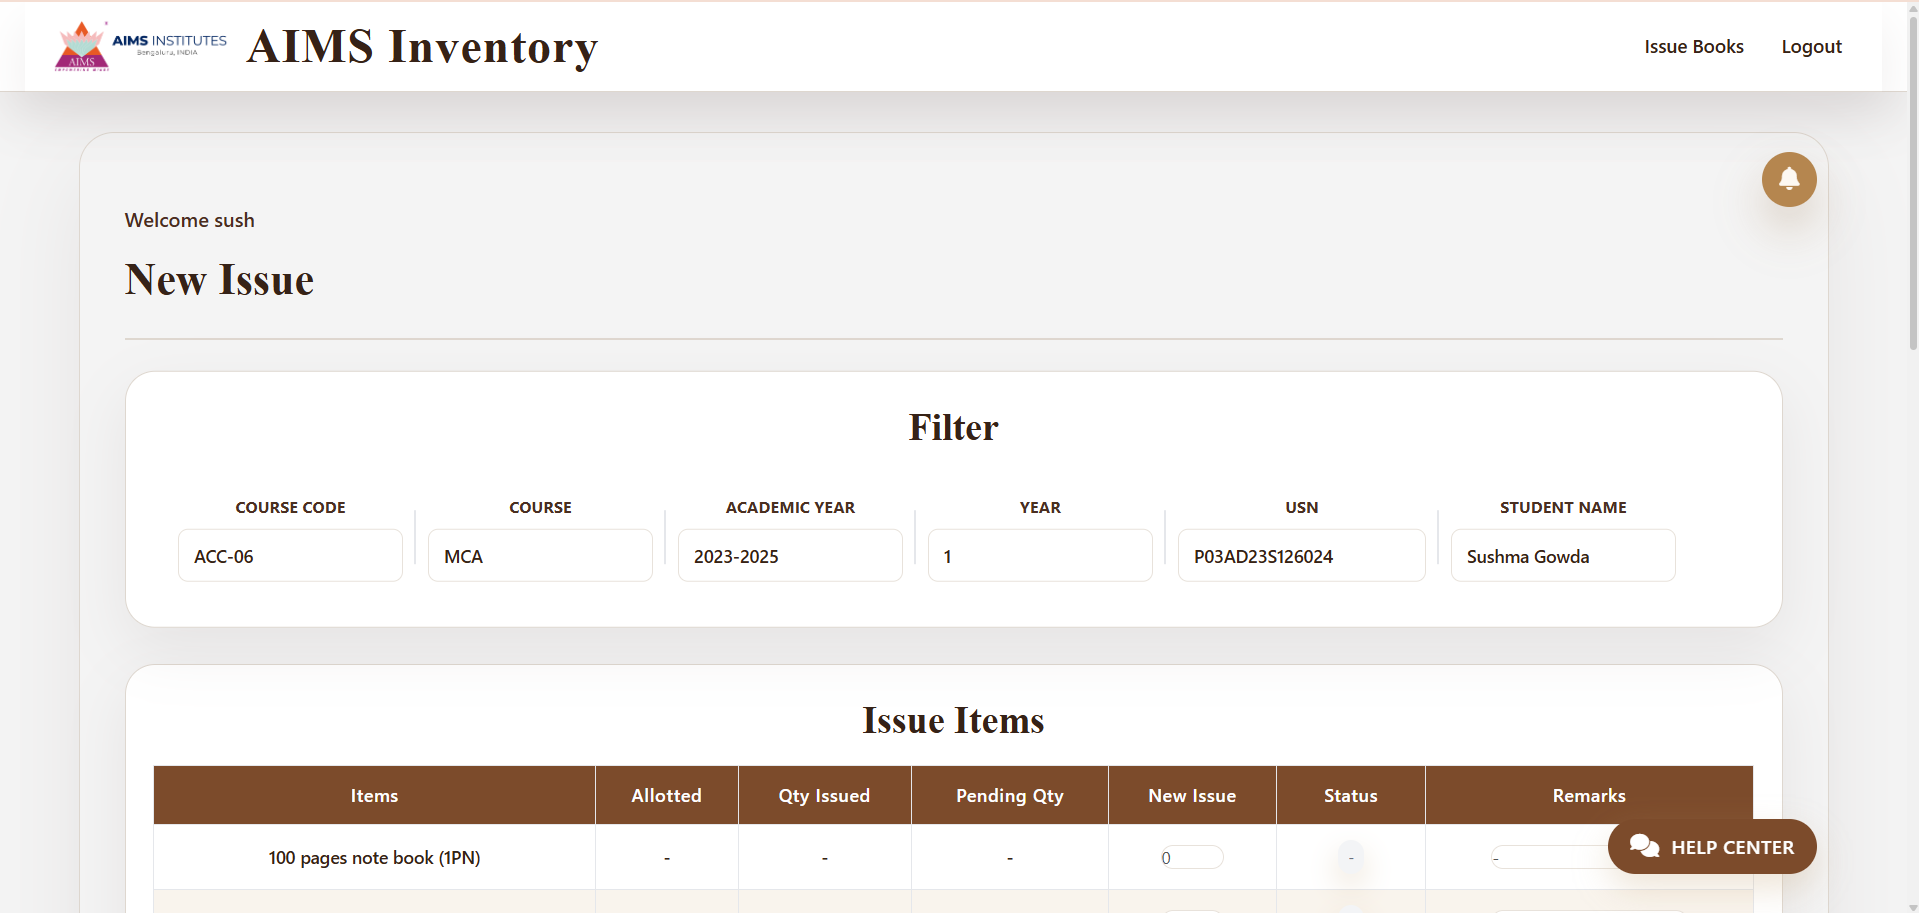 AIMS
AIMS INSTITUTES
Bengaluru, INDIA
AIMS Inventory
Issue Books
Logout
Welcome sush
New Issue
Filter
COURSE CODE
COURSE
ACADEMIC YEAR
YEAR
USN
STUDENT NAME
ACC-06
MCA
2023-2025
1
P03AD23S126024
Sushma Gowda
Issue Items
Items
Allotted
Qty Issued
Pending Qty
New Issue
Status
Remarks
100 pages note book (1PN)
-
-
-
0
-
-
HELP CENTER